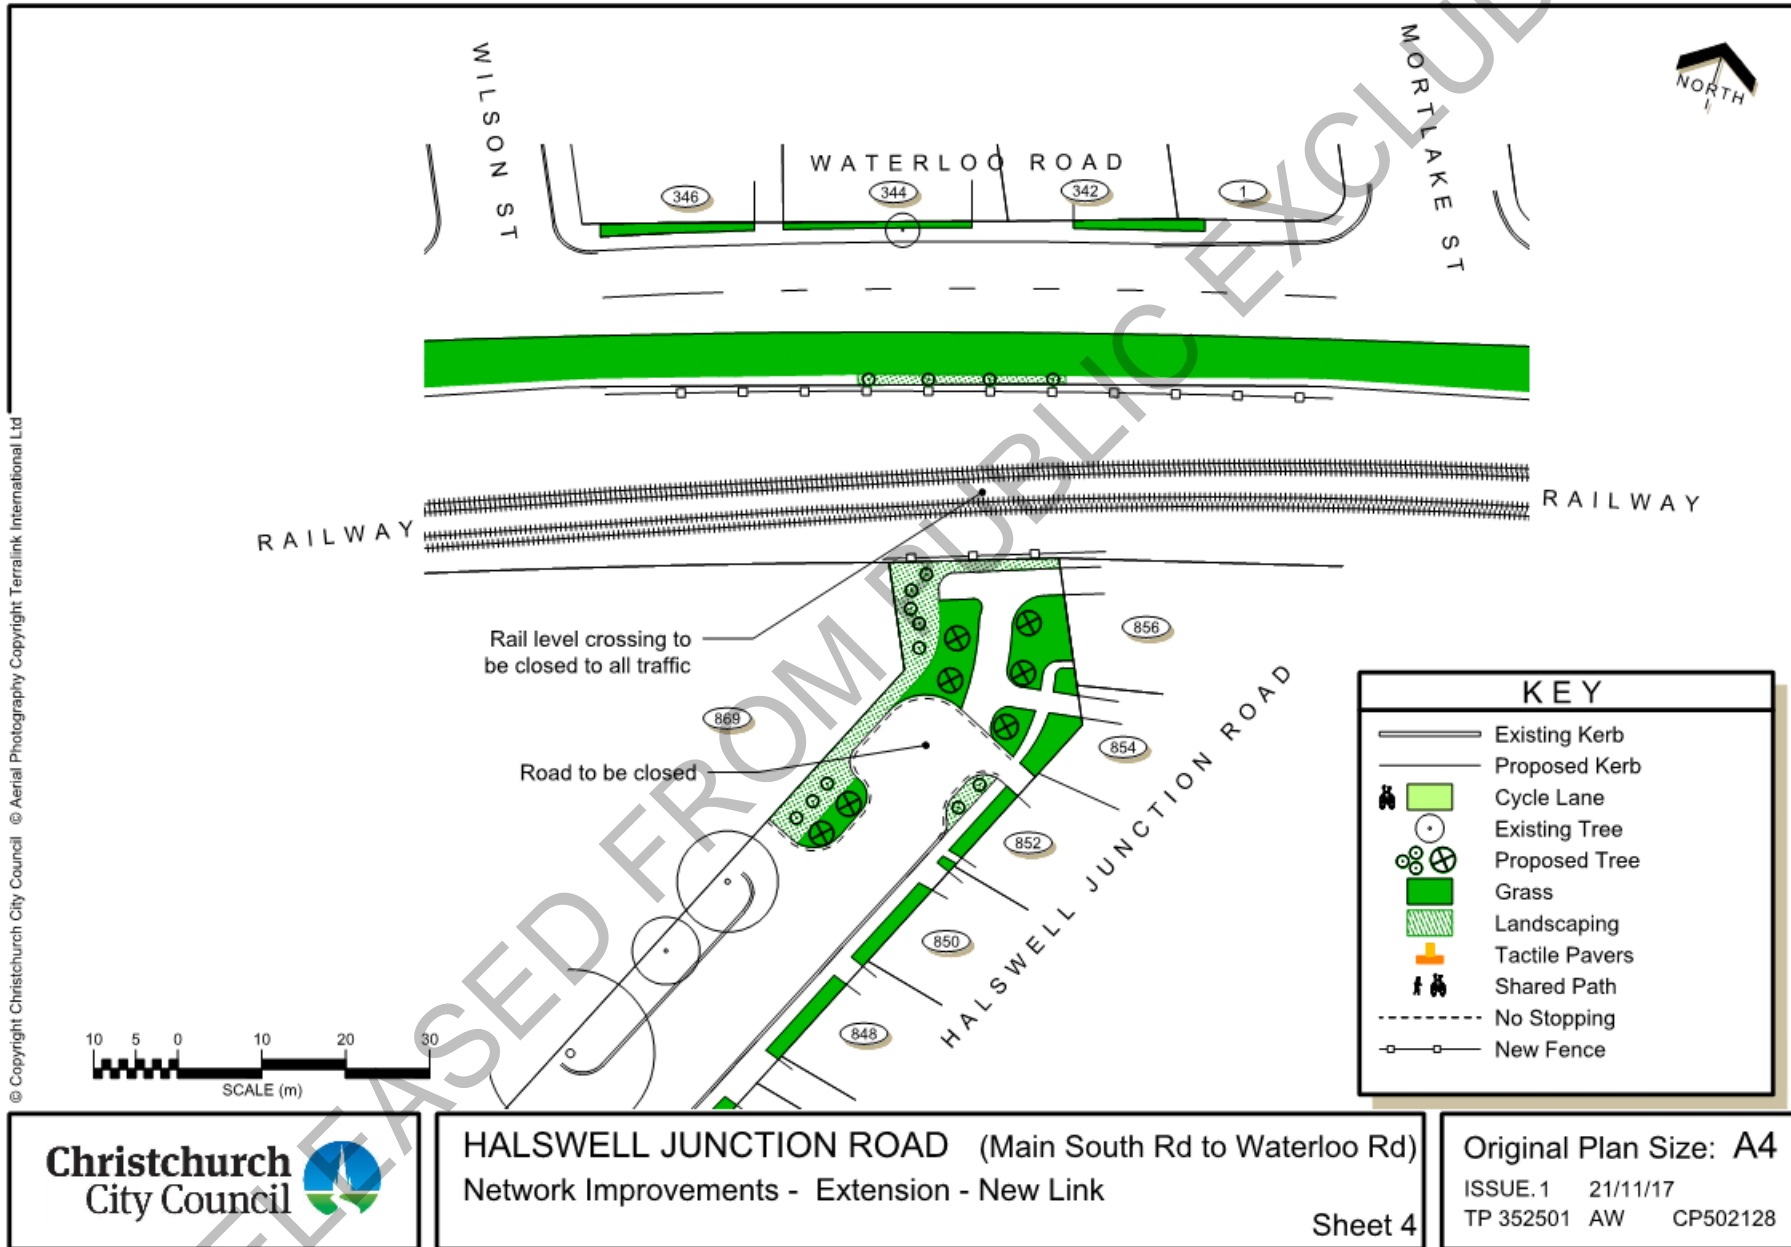 WILSON ST
WATERLOO ROAD
MORTLAKE ST
NORTH
346
344
342
1
RAILWAY
RAILWAY
Rail level crossing to
be closed to all traffic
869
Road to be closed
856
854
852
850
848
HALSWELL JUNCTION ROAD
KEY
Existing Kerb
Proposed Kerb
Cycle Lane
Existing Tree
Proposed Tree
Grass
Landscaping
Tactile Pavers
Shared Path
No Stopping
New Fence
10 5 0 10 20 30
SCALE (m)
© Copyright Christchurch City Council © Aerial Photography Copyright Terralink International Ltd
Christchurch
City Council
HALSWELL JUNCTION ROAD (Main South Rd to Waterloo Rd)
Network Improvements - Extension - New Link
Sheet 4
Original Plan Size: A4
ISSUE. 1 21/11/17
TP 352501 AW CP502128
FROM PUBLIC